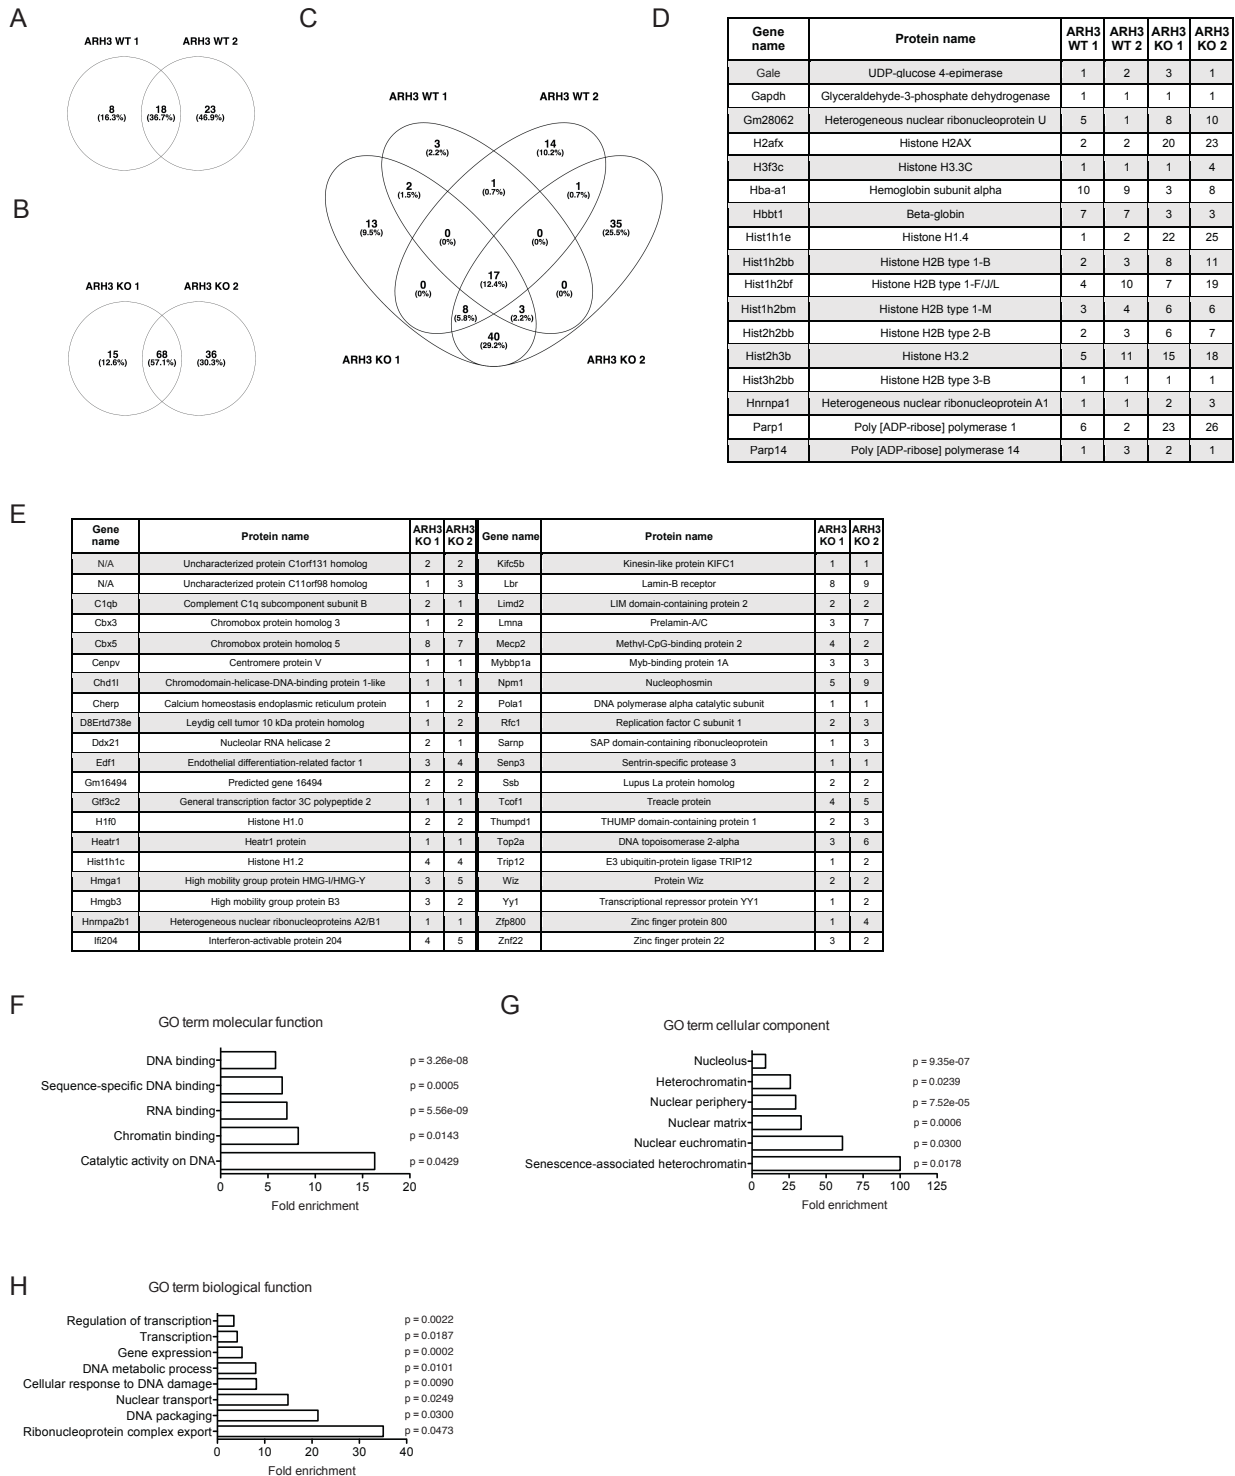 A
ARH3 WT 1 ARH3 WT 2
8 18 23
(16.3%) (36.7%) (46.9%)
B
ARH3 KO 1 ARH3 KO 2
15 68 36
(12.6%) (57.1%) (30.3%)
C
ARH3 WT 1 ARH3 WT 2
3 14
(2.2%) (10.2%)
2 1 1
(1.5%) (0.7%) (0.7%)
13 0 0 35
(9.5%) (0%) (0%) (25.5%)
17
(12.4%)
0 0
(0%) (0%)
8 3
(5.8%) (2.2%)
40
(29.2%)
ARH3 KO 1 ARH3 KO 2
D
Gene name Protein name ARH3 WT 1 ARH3 WT 2 ARH3 KO 1 ARH3 KO 2
Gale UDP-glucose 4-epimerase 1 2 3 1
Gapdh Glyceraldehyde-3-phosphate dehydrogenase 1 1 1 1
Gm28062 Heterogeneous nuclear ribonucleoprotein U 5 1 8 10
H2afx Histone H2AX 2 2 20 23
H3f3c Histone H3.3C 1 1 1 4
Hba-a1 Hemoglobin subunit alpha 10 9 3 8
Hbbt1 Beta-globin 7 7 3 3
Hist1h1e Histone H1.4 1 2 22 25
Hist1h2bb Histone H2B type 1-B 2 3 8 11
Hist1h2bf Histone H2B type 1-F/J/L 4 10 7 19
Hist1h2bm Histone H2B type 1-M 3 4 6 6
Hist2h2bb Histone H2B type 2-B 2 3 6 7
Hist2h3b Histone H3.2 5 11 15 18
Hist3h2bb Histone H2B type 3-B 1 1 1 1
Hnrnpa1 Heterogeneous nuclear ribonucleoprotein A1 1 1 2 3
Parp1 Poly [ADP-ribose] polymerase 1 6 2 23 26
Parp14 Poly [ADP-ribose] polymerase 14 1 3 2 1
E
Gene name Protein name ARH3 KO 1 ARH3 KO 2 Gene name Protein name ARH3 KO 1 ARH3 KO 2
N/A Uncharacterized protein C1orf131 homolog 2 2 Kifc5b Kinesin-like protein KIFC1 1 1
N/A Uncharacterized protein C11orf98 homolog 1 3 Lbr Lamin-B receptor 8 9
C1qb Complement C1q subcomponent subunit B 2 1 Limd2 LIM domain-containing protein 2 2 2
Cbx3 Chromobox protein homolog 3 1 2 Lmna Prelamin-A/C 3 7
Cbx5 Chromobox protein homolog 5 8 7 Mecp2 Methyl-CpG-binding protein 2 4 2
Cenpv Centromere protein V 1 1 Mybbp1a Myb-binding protein 1A 3 3
Chd1l Chromodomain-helicase-DNA-binding protein 1-like 1 1 Npm1 Nucleophosmin 5 9
Cherp Calcium homeostasis endoplasmic reticulum protein 1 2 Pola1 DNA polymerase alpha catalytic subunit 1 1
D8Ertd738e Leydig cell tumor 10 kDa protein homolog 1 2 Rfc1 Replication factor C subunit 1 2 3
Ddx21 Nucleolar RNA helicase 2 2 1 Sarnp SAP domain-containing ribonucleoprotein 1 3
Edf1 Endothelial differentiation-related factor 1 3 4 Senp3 Sentrin-specific protease 3 1 1
Gm16494 Predicted gene 16494 2 2 Ssb Lupus La protein homolog 2 2
Gtf3c2 General transcription factor 3C polypeptide 2 1 1 Tcof1 Treacle protein 4 5
H1f0 Histone H1.0 2 2 Thumpd1 THUMP domain-containing protein 1 2 3
Heatr1 Heatr1 protein 1 1 Top2a DNA topoisomerase 2-alpha 3 6
Hist1h1c Histone H1.2 4 4 Trip12 E3 ubiquitin-protein ligase TRIP12 1 2
Hmga1 High mobility group protein HMG-I/HMG-Y 3 5 Wiz Protein Wiz 2 2
Hmgb3 High mobility group protein B3 3 2 Yy1 Transcriptional repressor protein YY1 1 2
Hnrnpa2b1 Heterogeneous nuclear ribonucleoproteins A2/B1 1 1 Zfp800 Zinc finger protein 800 1 4
Ifi204 Interferon-activable protein 204 4 5 Znf22 Zinc finger protein 22 3 2
F
GO term molecular function
DNA binding p = 3.26e-08
Sequence-specific DNA binding p = 0.0005
RNA binding p = 5.56e-09
Chromatin binding p = 0.0143
Catalytic activity on DNA p = 0.0429
0 5 10 15 20
Fold enrichment
G
GO term cellular component
Nucleolus p = 9.35e-07
Heterochromatin p = 0.0239
Nuclear periphery p = 7.52e-05
Nuclear matrix p = 0.0006
Nuclear euchromatin p = 0.0300
Senescence-associated heterochromatin p = 0.0178
0 25 50 75 100 125
Fold enrichment
H
GO term biological function
Regulation of transcription p = 0.0022
Transcription p = 0.0187
Gene expression p = 0.0002
DNA metabolic process p = 0.0101
Cellular response to DNA damage p = 0.0090
Nuclear transport p = 0.0249
DNA packaging p = 0.0300
Ribonucleoprotein complex export p = 0.0473
0 10 20 30 40
Fold enrichment